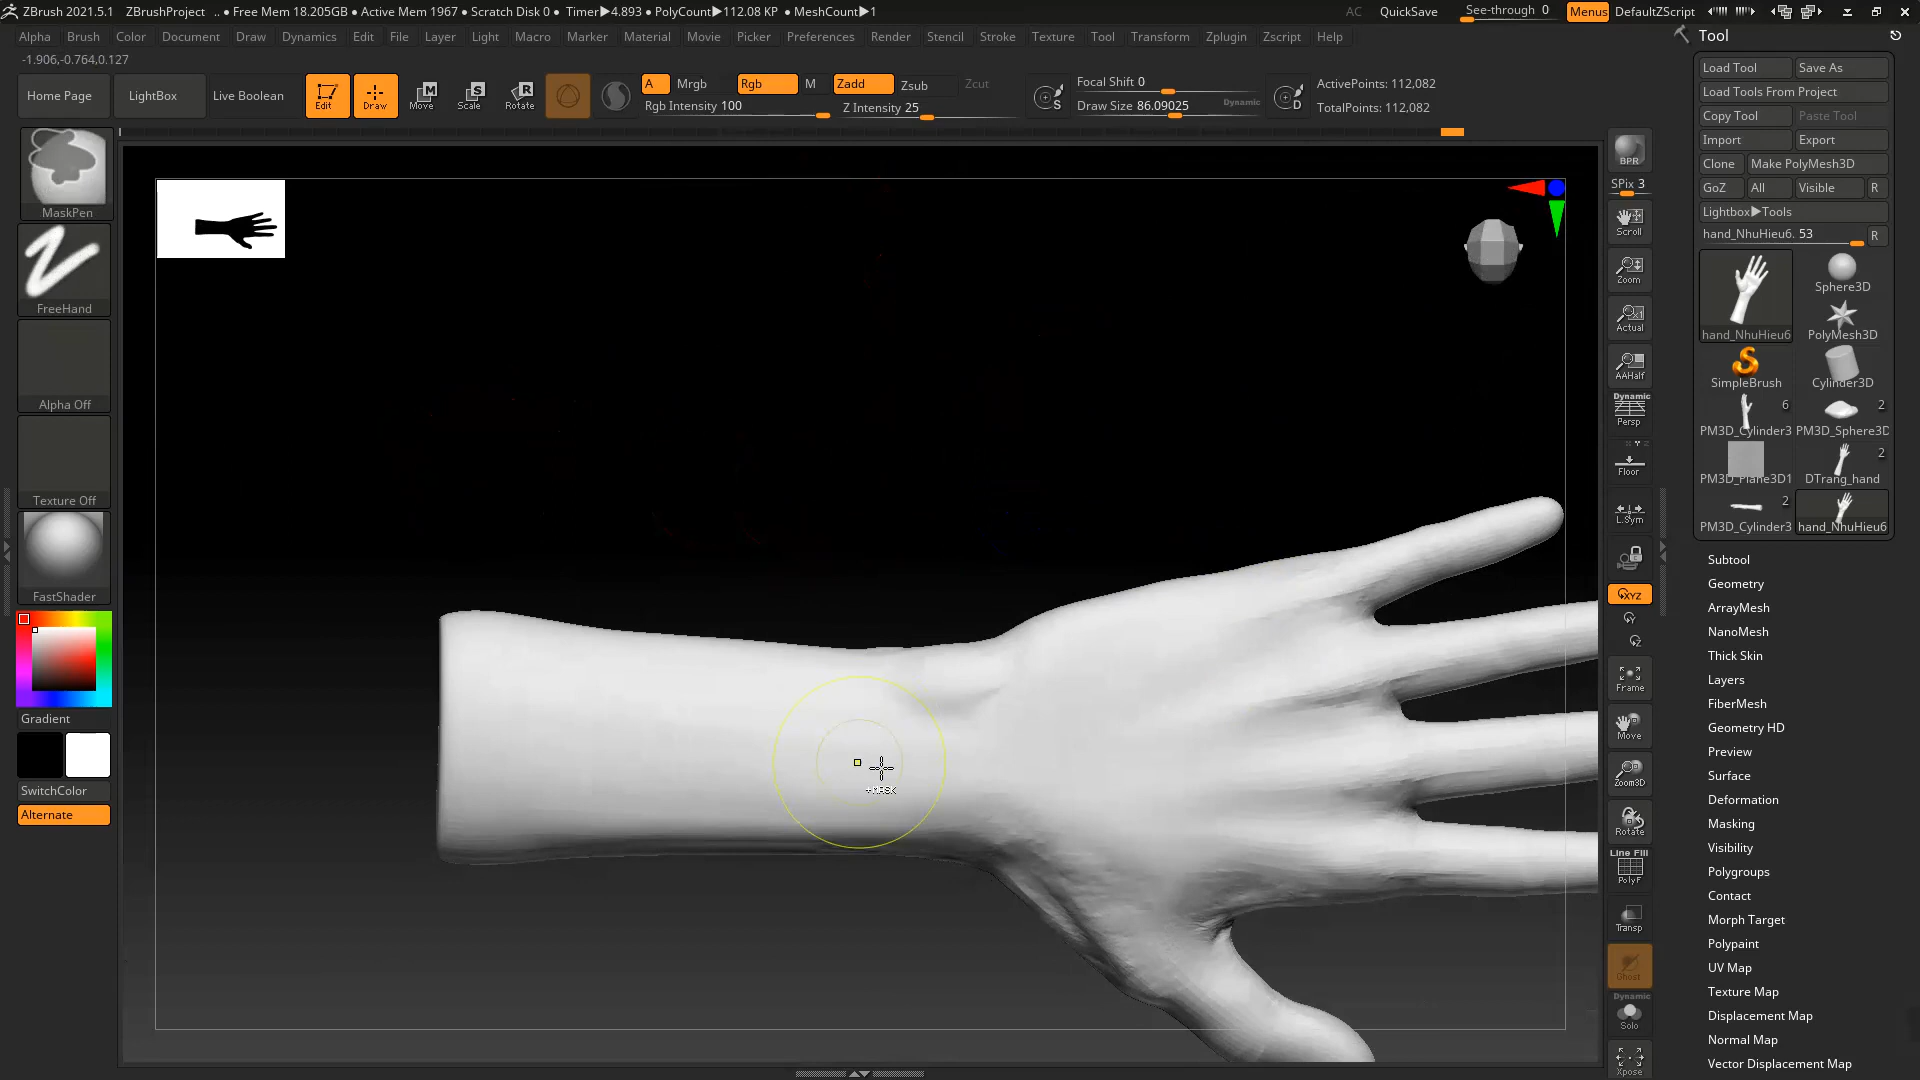 ZBrush 2021.5.1 ZBrushProject .. • Free Mem 18.205GB • Active Mem 1967 • Scratch Disk 0 • Timer▶4.893 • PolyCount▶112.08 KP • MeshCount▶1 AC QuickSave See-through 0 Menus DefaultZScript
Alpha Brush Color Document Draw Dynamics Edit File Layer Light Macro Marker Material Movie Picker Preferences Render Stencil Stroke Texture Tool Transform Zplugin Zscript Help
-1.906,-0.764,0.127
Home Page LightBox Live Boolean Edit Draw Move Scale Rotate
A Mrgb Rgb M Zadd Zsub Zcut
Rgb Intensity 100 Z Intensity 25
S Focal Shift 0
Draw Size 86.09025 Dynamic D
ActivePoints: 112,082
TotalPoints: 112,082
MaskPen
FreeHand
Alpha Off
Texture Off
FastShader
Gradient
SwitchColor
Alternate
+MASK
BPR
SPix 3
Scroll
Zoom
Actual
AAHalf
Dynamic
Persp
Floor
L.Sym
XYZ
Y
Z
Frame
Move
Zoom3D
Rotate
Line Fill
PolyF
Transp
Ghost
Dynamic
Solo
Xpose
Tool
Load Tool Save As
Load Tools From Project
Copy Tool Paste Tool
Import Export
Clone Make PolyMesh3D
GoZ All Visible R
Lightbox▶Tools
hand_NhuHieu6. 53 R
hand_NhuHieu6 Sphere3D
PolyMesh3D
SimpleBrush Cylinder3D
6 2
PM3D_Cylinder3 PM3D_Sphere3D
2
PM3D_Plane3D1 DTrang_hand
2
PM3D_Cylinder3 hand_NhuHieu6
Subtool
Geometry
ArrayMesh
NanoMesh
Thick Skin
Layers
FiberMesh
Geometry HD
Preview
Surface
Deformation
Masking
Visibility
Polygroups
Contact
Morph Target
Polypaint
UV Map
Texture Map
Displacement Map
Normal Map
Vector Displacement Map